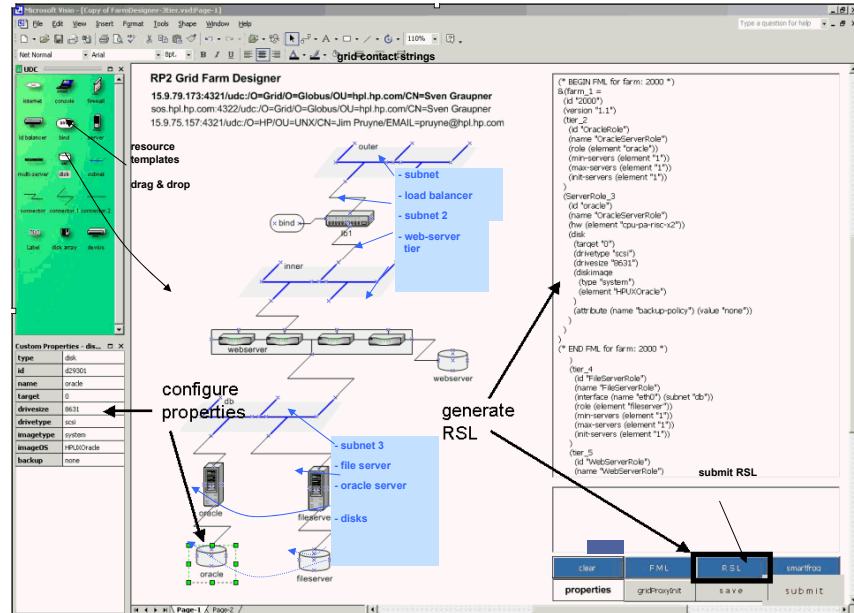 Microsoft Visio - [Copy of FarmDesigner-3tier.vsd:Page-1]
File Edit View Insert Format Tools Shape Window Help
Type a question for help
110%
Net Normal
Arial
8pt.
B I U
grid contact strings
UDC
internet
console
firewall
ld balancer
bind
server
multi-server
disk
subnet
connector
connector_1
connector 2
Label
disk array
device
resource
templates
drag & drop
RP2 Grid Farm Designer
15.9.79.173:4321/udc:/O=Grid/O=Globus/OU=hpl.hp.com/CN=Sven Graupner
sos.hpl.hp.com:4322/udc:/O=Grid/O=Globus/OU=hpl.hp.com/CN=Sven Graupner
15.9.75.157:4321/udc:/O=HP/OU=UNX/CN=Jim Pruyne/EMAIL=pruyne@hpl.hp.com
outer
- subnet
- load balancer
- subnet 2
- web-server
tier
bind
lb1
inner
webserver
webserver
Custom Properties - dis...
type disk
id d29301
name oracle
target 0
drivesize 8631
drivetype scsi
imagetype system
imageOS HPUXOracle
backup none
configure
properties
db
- subnet 3
- file server
- oracle server
- disks
oracle
fileserve
oracle
fileserver
generate
RSL
(* BEGIN FML for farm: 2000 *)
&(farm_1 =
(id "2000")
(version "1.1")
(tier_2
(id "OracleRole")
(name "OracleServerRole")
(role (element "oracle"))
(min-servers (element "1"))
(max-servers (element "1"))
(init-servers (element "1"))
)
(ServerRole_3
(id "oracle")
(name "OracleServerRole")
(hw (element "cpu-pa-risc-x2"))
(disk
(target "0")
(drivetype "scsi")
(drivesize "8631")
(diskimage
(type "system")
(element "HPUXOracle")
)
(attribute (name "backup-policy") (value "none"))
)
)
)
(* END FML for farm: 2000 *)
)
(tier_4
(id "FileServerRole")
(name "FileServerRole")
(interface (name "eth0") (subnet "db"))
(role (element "fileserver"))
(min-servers (element "1"))
(max-servers (element "1"))
(init-servers (element "1"))
)
(tier_5
(id "WebServerRole")
(name "WebServerRole")
submit RSL
clear
FML
RSL
smartfrog
properties
gridProxyInit
save
submit
Page-1
Page-2